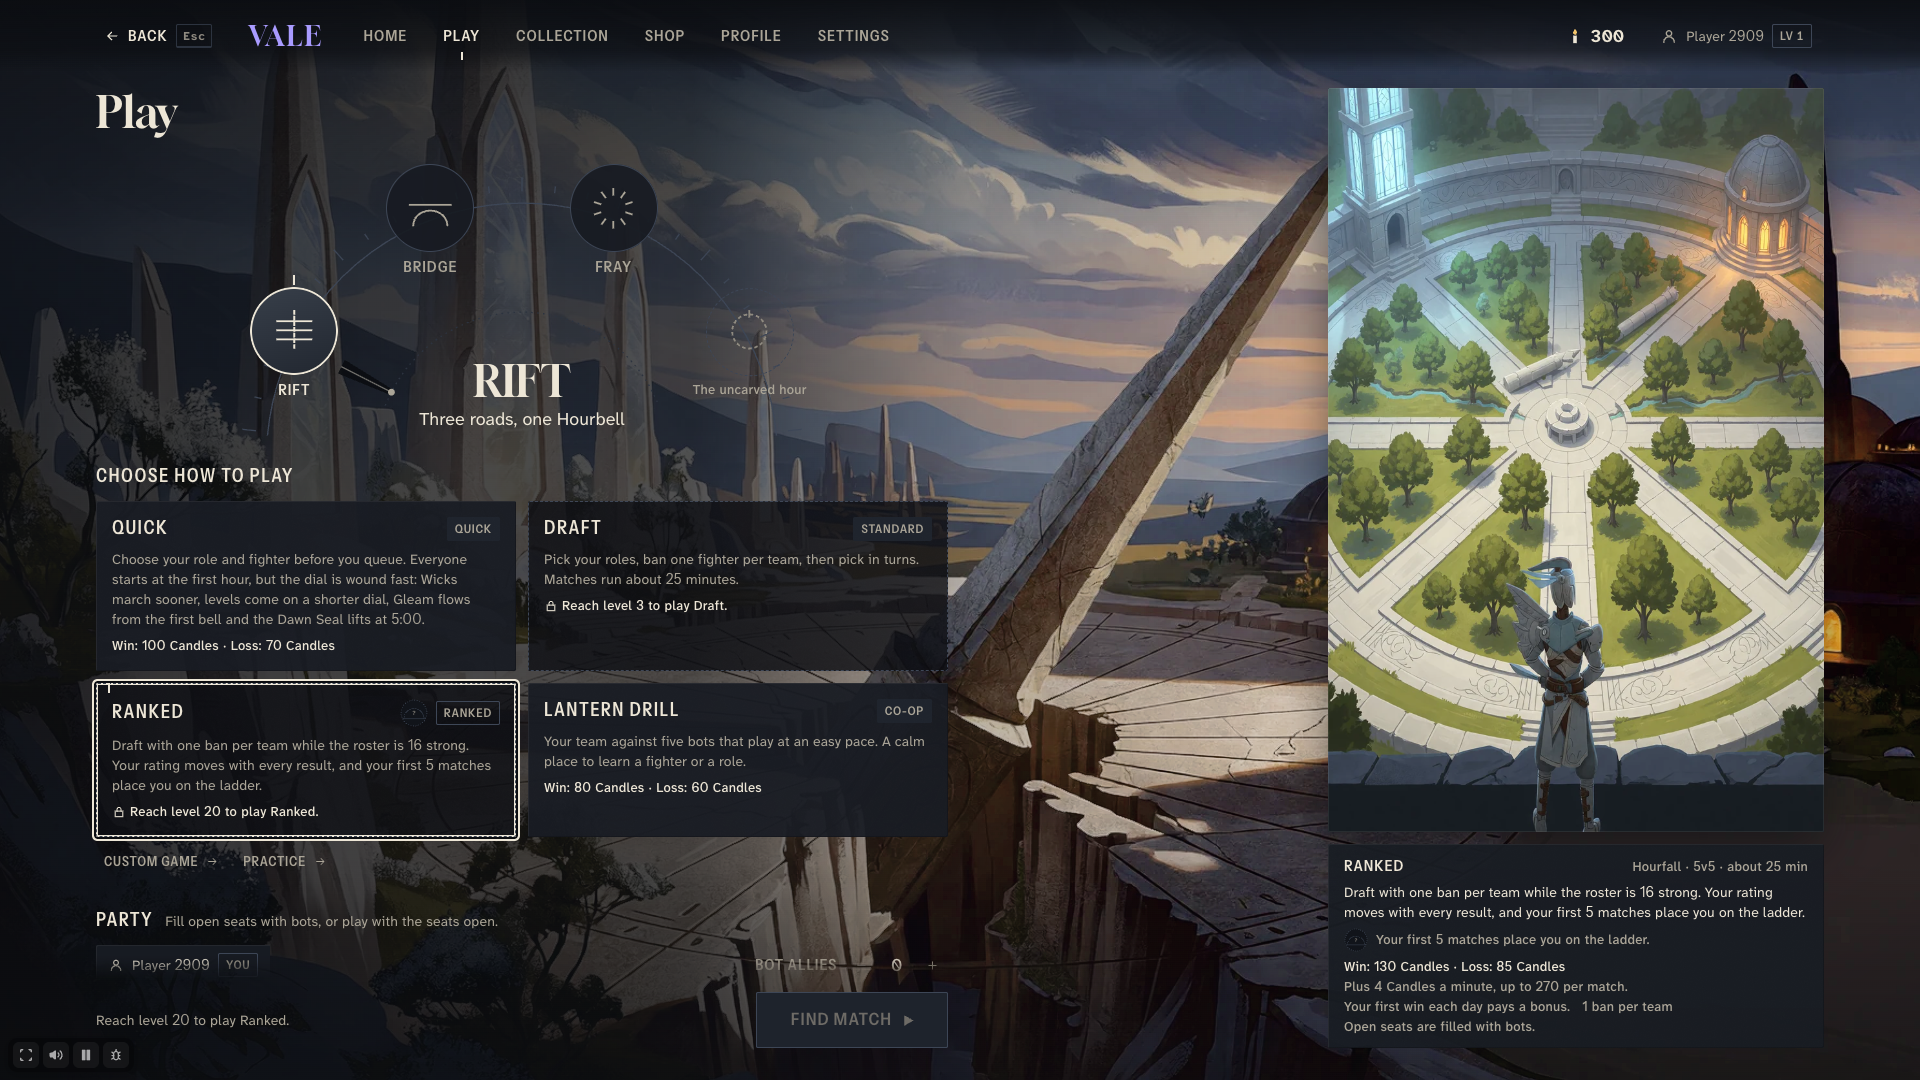 ← BACK Esc VALE HOME PLAY COLLECTION SHOP PROFILE SETTINGS 300 Player 2909 LV 1
Play
BRIDGE FRAY
RIFT
RIFT
Three roads, one Hourbell
The uncarved hour
CHOOSE HOW TO PLAY
QUICK QUICK
Choose your role and fighter before you queue. Everyone
starts at the first hour, but the dial is wound fast: Wicks
march sooner, levels come on a shorter dial, Gleam flows
from the first bell and the Dawn Seal lifts at 5:00.
Win: 100 Candles · Loss: 70 Candles
DRAFT STANDARD
Pick your roles, ban one fighter per team, then pick in turns.
Matches run about 25 minutes.
Reach level 3 to play Draft.
RANKED RANKED
Draft with one ban per team while the roster is 16 strong.
Your rating moves with every result, and your first 5 matches
place you on the ladder.
Reach level 20 to play Ranked.
LANTERN DRILL CO-OP
Your team against five bots that play at an easy pace. A calm
place to learn a fighter or a role.
Win: 80 Candles · Loss: 60 Candles
CUSTOM GAME → PRACTICE →
PARTY Fill open seats with bots, or play with the seats open.
Player 2909 YOU
BOT ALLIES 0 +
Reach level 20 to play Ranked.
FIND MATCH ▶
RANKED Hourfall · 5v5 · about 25 min
Draft with one ban per team while the roster is 16 strong. Your rating
moves with every result, and your first 5 matches place you on the ladder.
Your first 5 matches place you on the ladder.
Win: 130 Candles · Loss: 85 Candles
Plus 4 Candles a minute, up to 270 per match.
Your first win each day pays a bonus. 1 ban per team
Open seats are filled with bots.